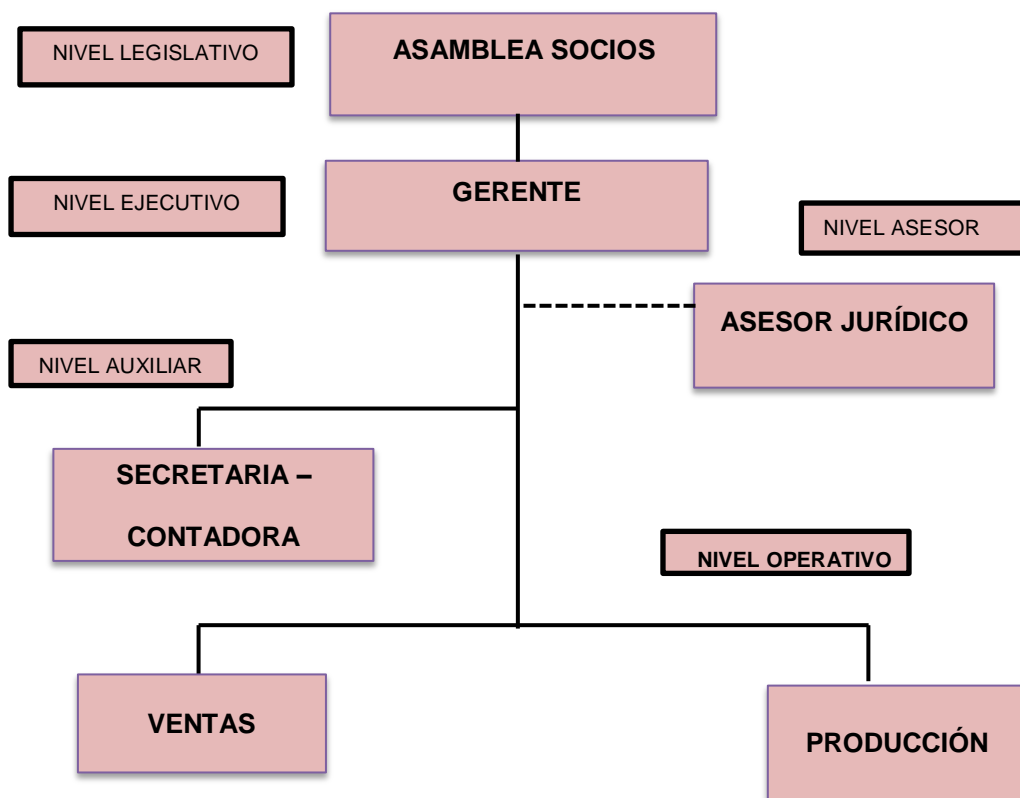 NIVEL LEGISLATIVO
ASAMBLEA SOCIOS
NIVEL EJECUTIVO
GERENTE
NIVEL ASESOR
ASESOR JURÍDICO
NIVEL AUXILIAR
SECRETARIA –
CONTADORA
NIVEL OPERATIVO
VENTAS
PRODUCCIÓN